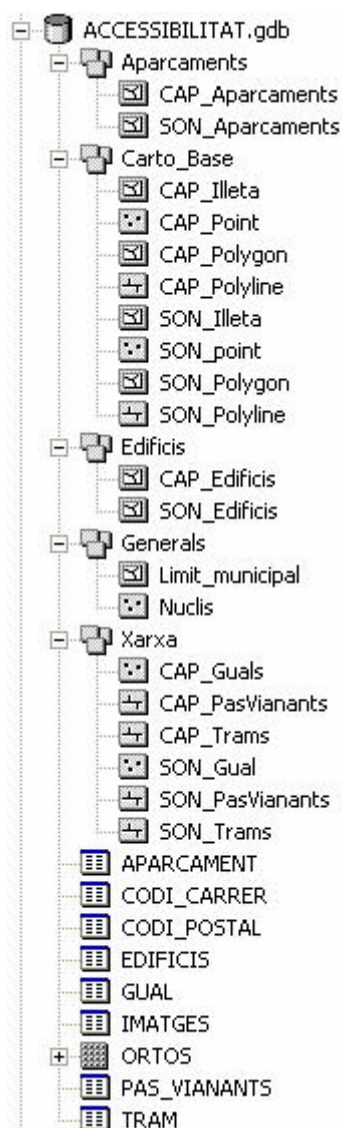 ACCESSIBILITAT.gdb
Aparcaments
CAP_Aparcaments
SON_Aparcaments
Carto_Base
CAP_Illeta
CAP_Point
CAP_Polygon
CAP_Polyline
SON_Illeta
SON_point
SON_Polygon
SON_Polyline
Edificis
CAP_Edificis
SON_Edificis
Generals
Limit_municipal
Nuclis
Xarxa
CAP_Guals
CAP_PasVianants
CAP_Trams
SON_Gual
SON_PasVianants
SON_Trams
APARCAMENT
CODI_CARRER
CODI_POSTAL
EDIFICIS
GUAL
IMATGES
ORTOS
PAS_VIANANTS
TRAM